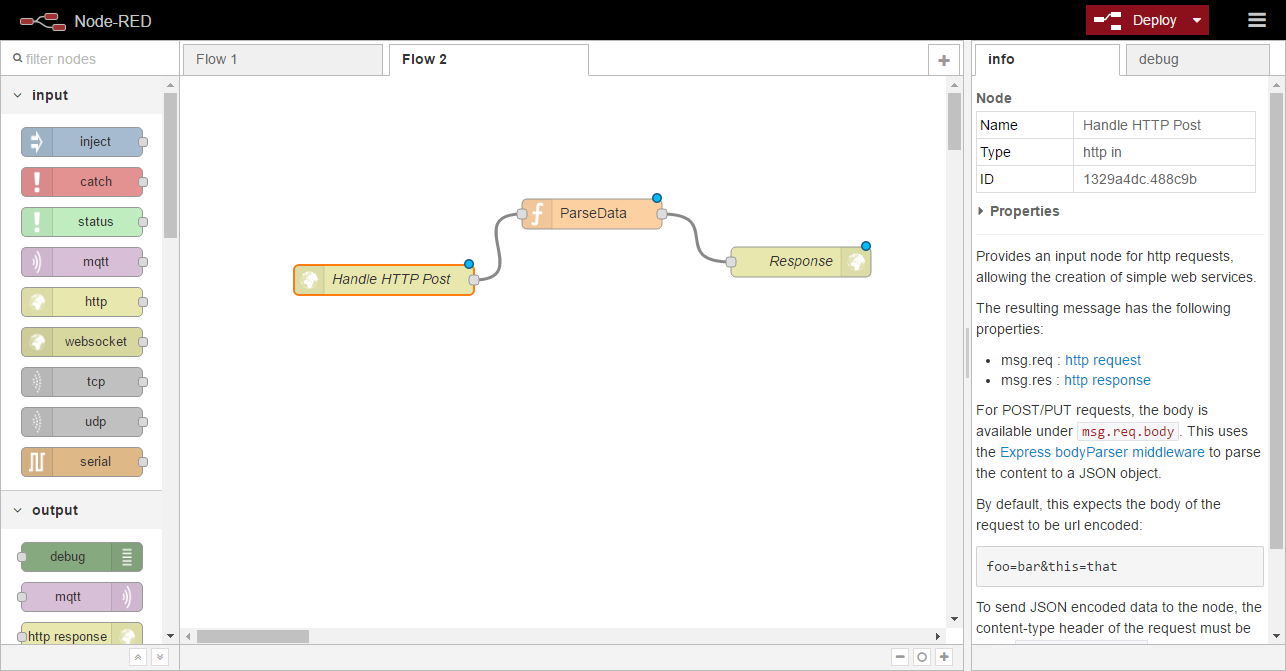 Node-RED
Deploy
filter nodes
Flow 1
Flow 2
info
debug
input
inject
catch
status
mqtt
http
websocket
tcp
udp
serial
output
debug
mqtt
http response
Handle HTTP Post
ParseData
Response
Node
Name Handle HTTP Post
Type http in
ID 1329a4dc.488c9b
Properties
Provides an input node for http requests,
allowing the creation of simple web services.
The resulting message has the following
properties:
• msg.req : http request
• msg.res : http response
For POST/PUT requests, the body is
available under msg.req.body. This uses
the Express bodyParser middleware to parse
the content to a JSON object.
By default, this expects the body of the
request to be url encoded:
foo=bar&this=that
To send JSON encoded data to the node, the
content-type header of the request must be